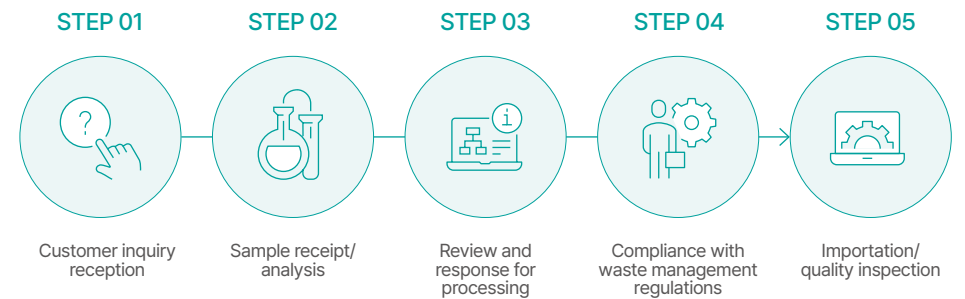 STEP 01
STEP 02
STEP 03
STEP 04
STEP 05
?
i
Customer inquiry
reception
Sample receipt/
analysis
Review and
response for
processing
Compliance with
waste management
regulations
Importation/
quality inspection